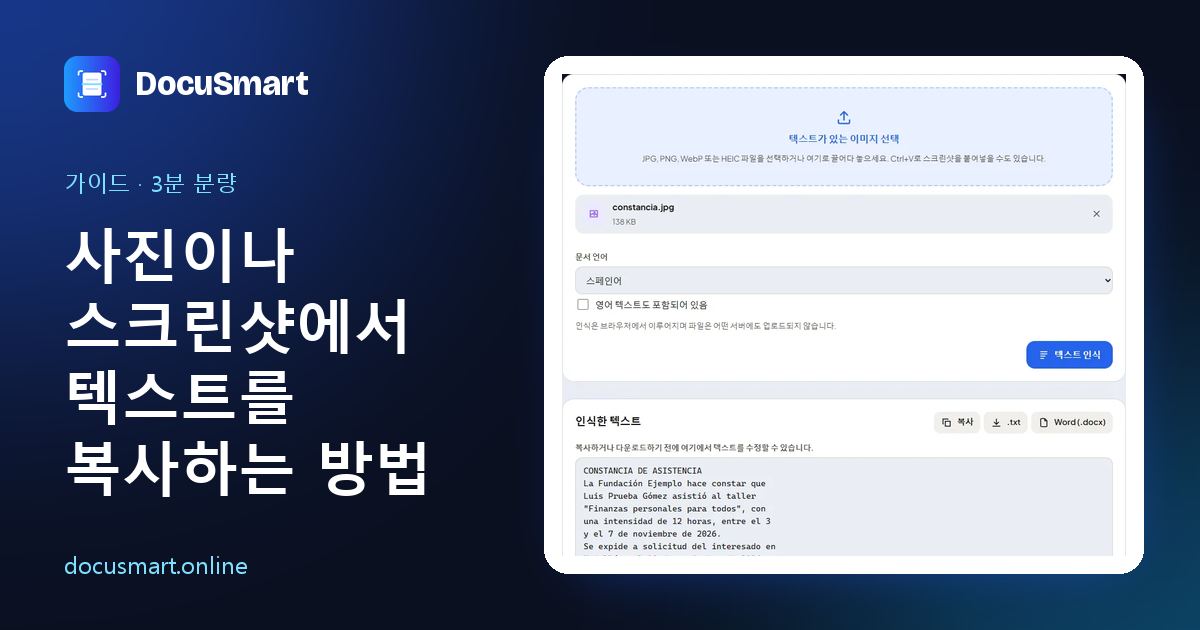 DocuSmart
가이드 · 3분 분량
사진이나
스크린샷에서
텍스트를
복사하는 방법
docusmart.online
텍스트가 있는 이미지 선택
JPG, PNG, WebP 또는 HEIC 파일을 선택하거나 여기로 끌어다 놓으세요. Ctrl+V로 스크린샷을 붙여넣을 수도 있습니다.
constancia.jpg
138 KB
문서 언어
스페인어
영어 텍스트도 포함되어 있음
인식은 브라우저에서 이루어지며 파일은 어떤 서버에도 업로드되지 않습니다.
텍스트 인식
인식한 텍스트
복사
.txt
Word (.docx)
복사하거나 다운로드하기 전에 여기에서 텍스트를 수정할 수 있습니다.
CONSTANCIA DE ASISTENCIA
La Fundación Ejemplo hace constar que
Luis Prueba Gómez asistió al taller
"Finanzas personales para todos", con
una intensidad de 12 horas, entre el 3
y el 7 de noviembre de 2026.
Se expide a solicitud del interesado en